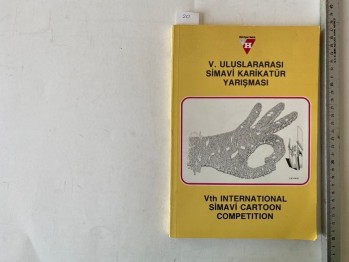 V. ULUSLARARASI
SİMAVİ KARİKATÜR
YARIŞMASI
Vth INTERNATIONAL
SİMAVİ CARTOON
COMPETITION